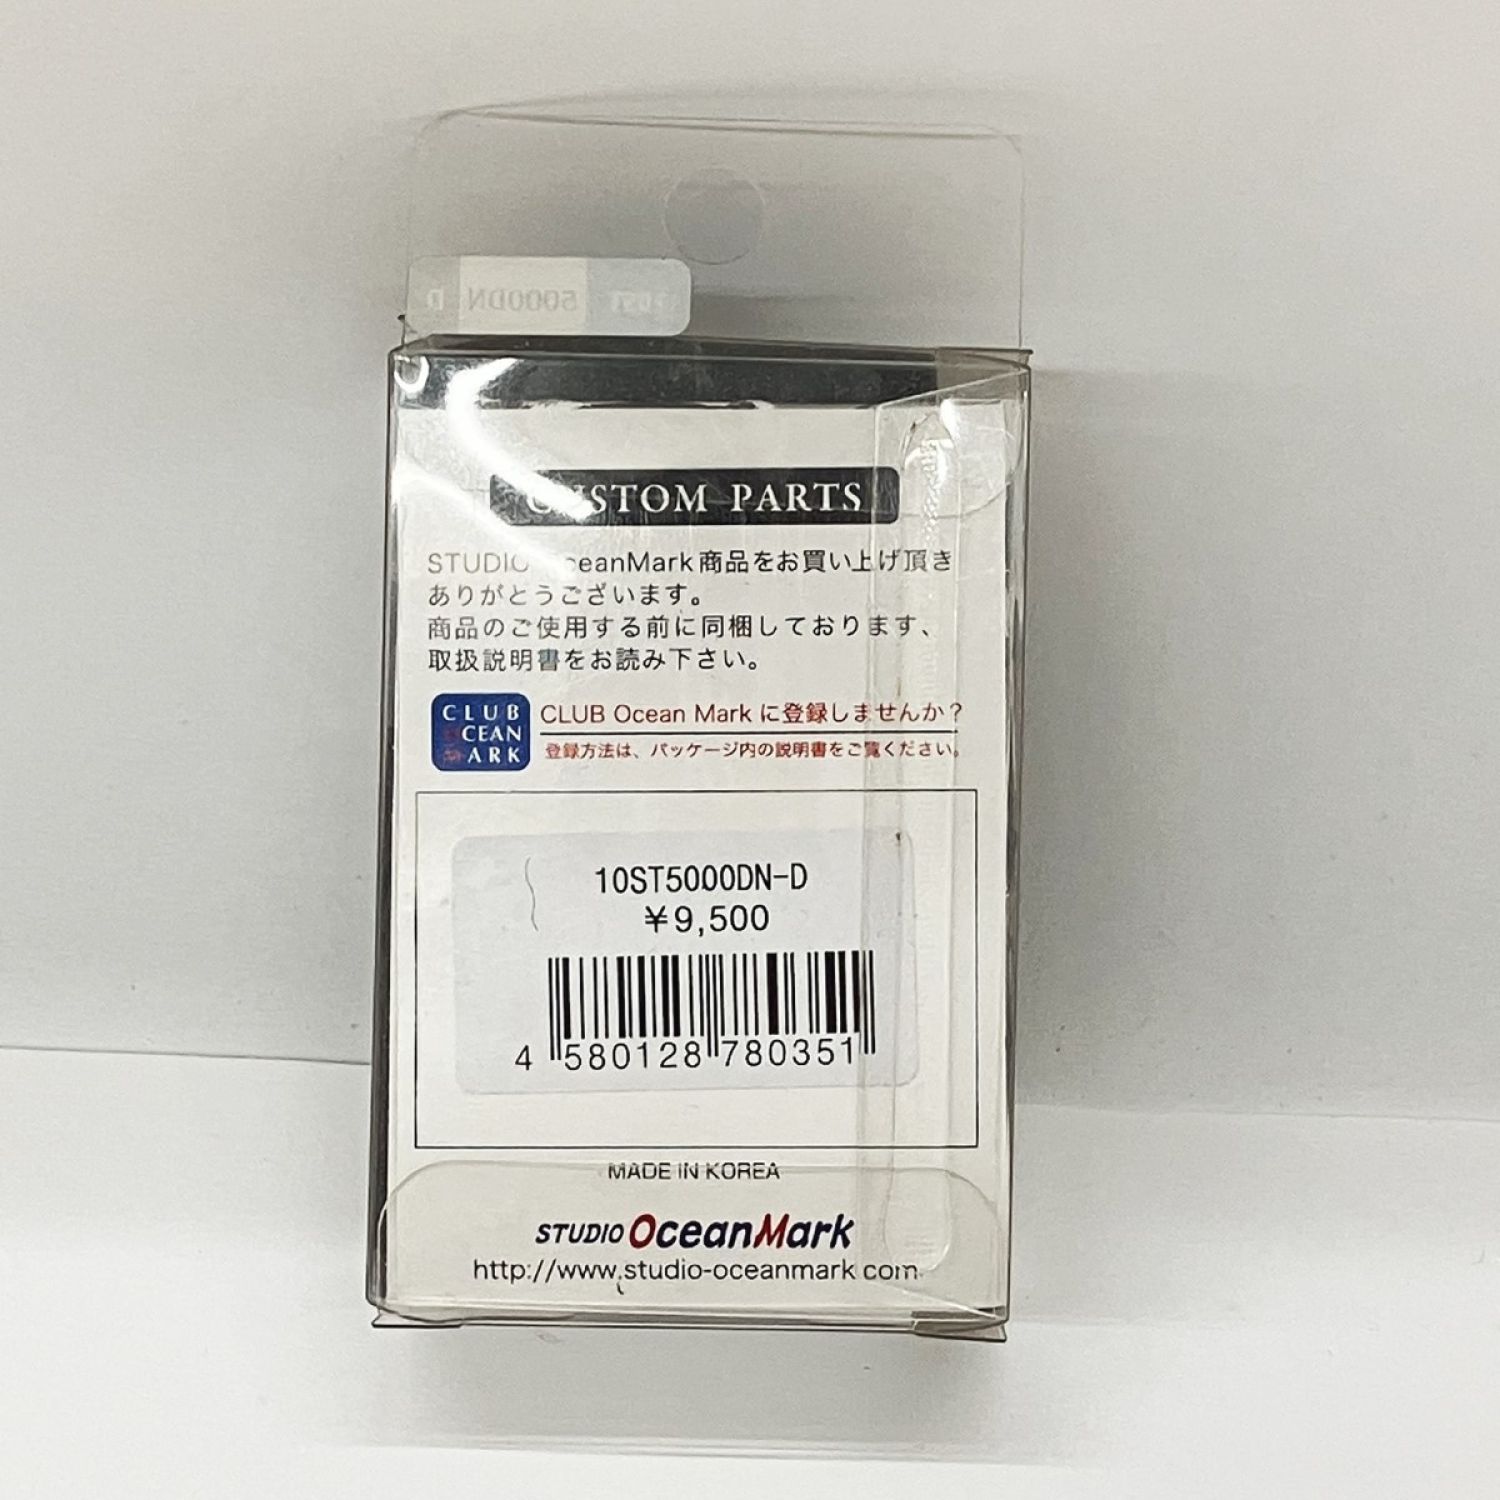 5000DN D
CUSTOM PARTS
STUDIO OceanMark商品をお買い上げ頂き
ありがとうございます。
商品のご使用する前に同梱しております、
取扱説明書をお読み下さい。
CLUB
OCEAN
MARK
CLUB Ocean Mark に登録しませんか？
登録方法は、パッケージ内の説明書をご覧ください。
10ST5000DN-D
¥9,500
4 580128 780351
MADE IN KOREA
STUDIO OceanMark
http://www.studio-oceanmark.com